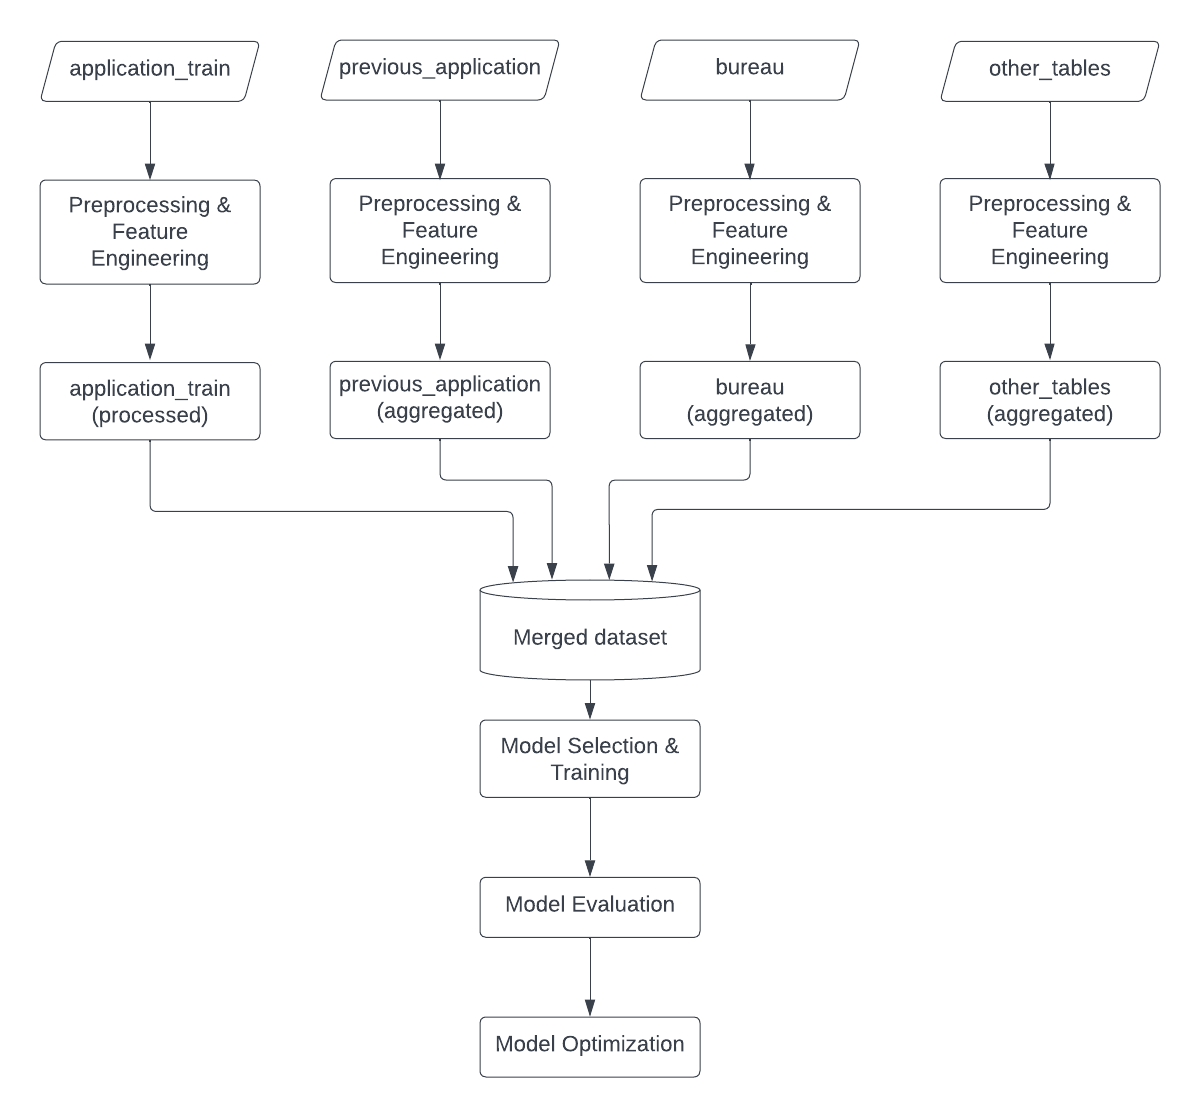 application_train
previous_application
bureau
other_tables
Preprocessing &
Feature
Engineering
Preprocessing &
Feature
Engineering
Preprocessing &
Feature
Engineering
Preprocessing &
Feature
Engineering
application_train
(processed)
previous_application
(aggregated)
bureau
(aggregated)
other_tables
(aggregated)
Merged dataset
Model Selection &
Training
Model Evaluation
Model Optimization